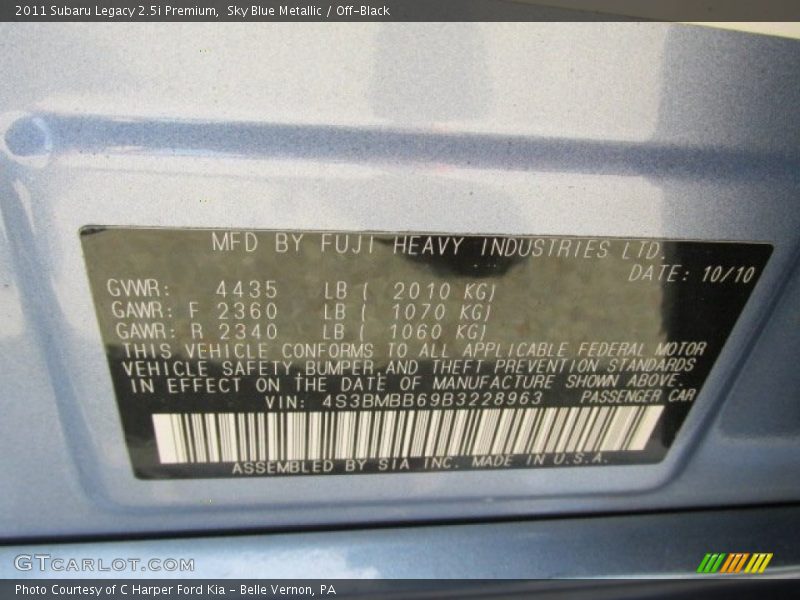 2011 Subaru Legacy 2.5i Premium,  Sky Blue Metallic / Off-Black
MFD BY FUJI HEAVY INDUSTRIES LTD.
DATE: 10/10
GVWR: 4435 LB ( 2010 KG)
GAWR: F 2360 LB ( 1070 KG)
GAWR: R 2340 LB ( 1060 KG)
THIS VEHICLE CONFORMS TO ALL APPLICABLE FEDERAL MOTOR
VEHICLE SAFETY, BUMPER, AND THEFT PREVENTION STANDARDS
IN EFFECT ON THE DATE OF MANUFACTURE SHOWN ABOVE.
VIN: 4S3BMBB69B3228963 PASSENGER CAR
ASSEMBLED BY SIA INC. MADE IN U.S.A.
GTCARLOT.COM
Photo Courtesy of C Harper Ford Kia - Belle Vernon, PA